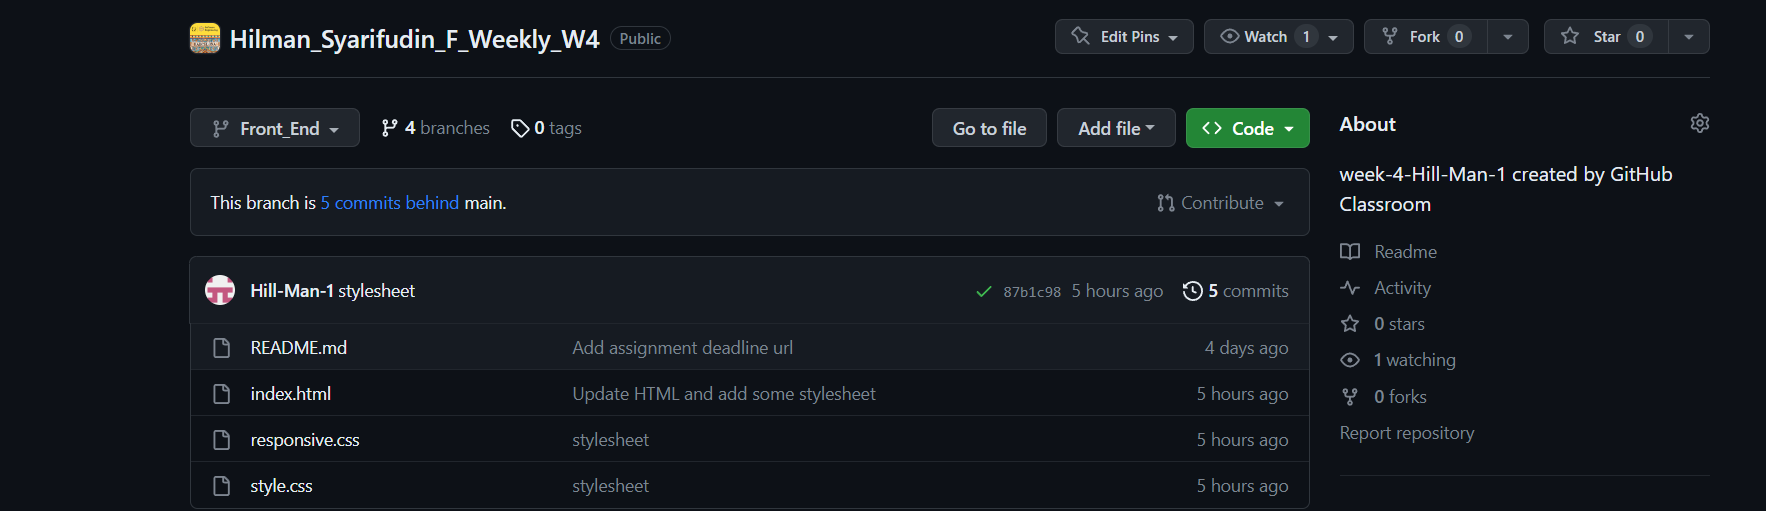 Hilman_Syarifudin_F_Weekly_W4 Public Edit Pins Watch 1 Fork 0 Star 0
Front_End 4 branches 0 tags Go to file Add file Code
This branch is 5 commits behind main. Contribute
Hill-Man-1 stylesheet 87b1c98 5 hours ago 5 commits
README.md Add assignment deadline url 4 days ago
index.html Update HTML and add some stylesheet 5 hours ago
responsive.css stylesheet 5 hours ago
style.css stylesheet 5 hours ago
About
week-4-Hill-Man-1 created by GitHub
Classroom
Readme
Activity
0 stars
1 watching
0 forks
Report repository